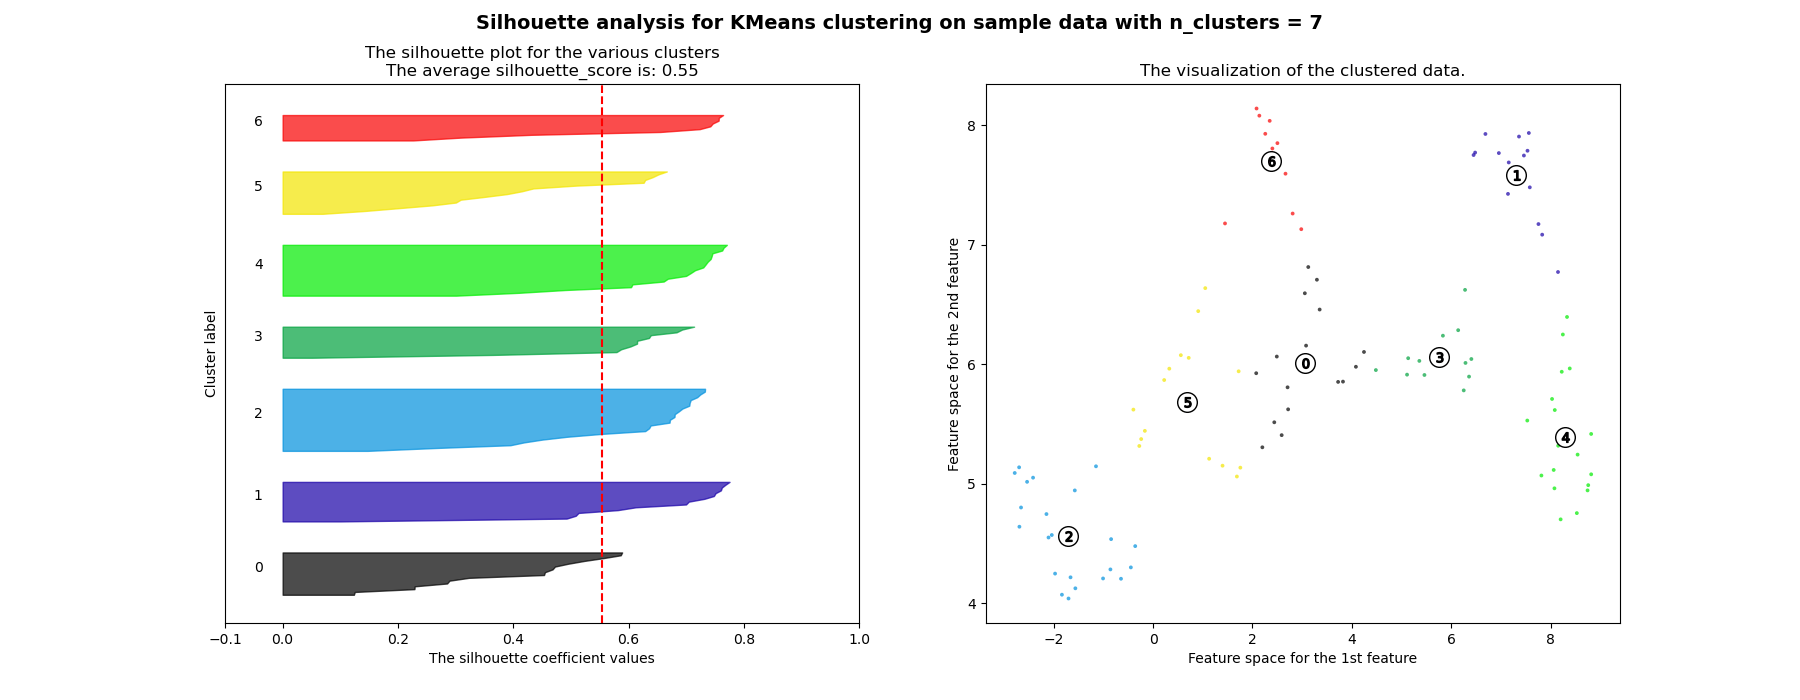 Silhouette analysis for KMeans clustering on sample data with n_clusters = 7
The silhouette plot for the various clusters
The average silhouette_score is: 0.55
6
5
4
3
2
1
0
Cluster label
−0.1 0.0 0.2 0.4 0.6 0.8 1.0
The silhouette coefficient values
The visualization of the clustered data.
8
7
6
5
4
Feature space for the 2nd feature
6
1
3
0
5
4
2
−2 0 2 4 6 8
Feature space for the 1st feature